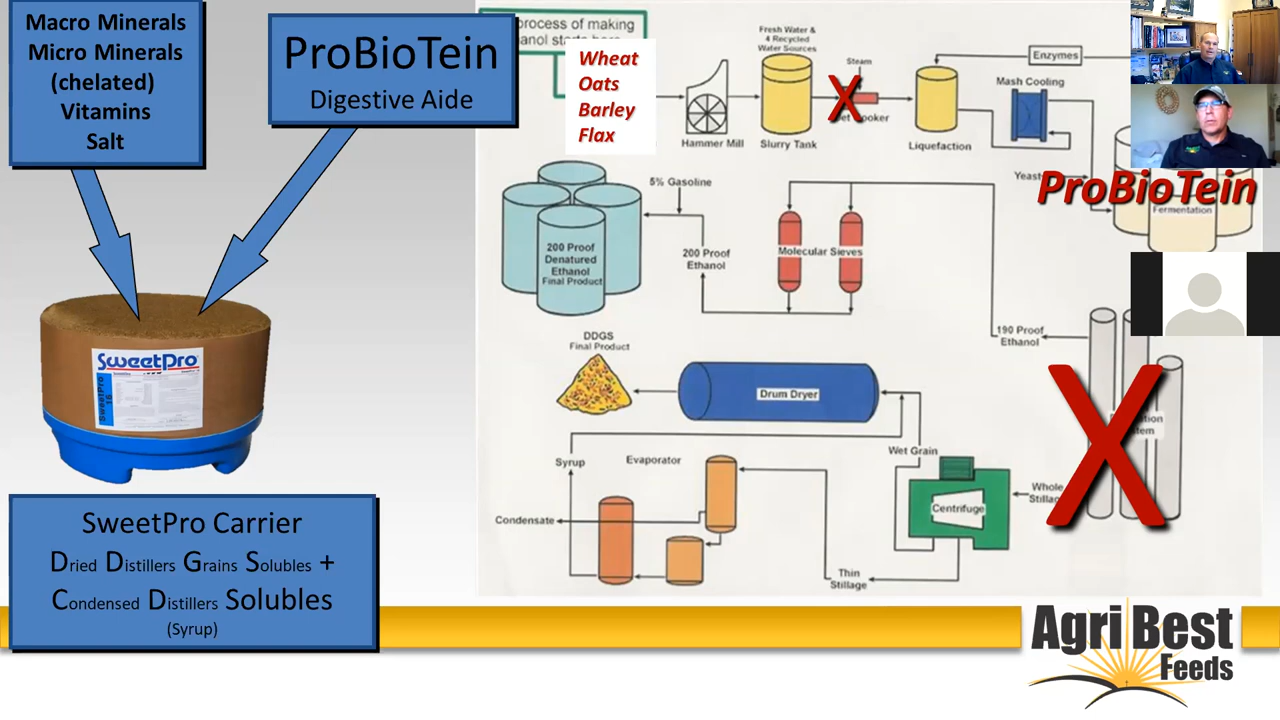 Macro Minerals
Micro Minerals
(chelated)
Vitamins
Salt
ProBioTein
Digestive Aide
SweetPro
SweetPro 16
SweetPro Carrier
Dried Distillers Grains Solubles +
Condensed Distillers Solubles
(Syrup)
process of making
Wheat
Oats
Barley
Flax
Hammer Mill
Fresh Water &
4 Recycled
Water Sources
Slurry Tank
Steam
Liquefaction
Enzymes
Mash Cooling
Yeast
ProBioTein
Fermentation
5% Gasoline
200 Proof
Denatured
Ethanol
Final Product
200 Proof
Ethanol
Molecular Sieves
190 Proof
Ethanol
DDGS
Final Product
Drum Dryer
Syrup
Evaporator
Wet Grain
Condensate
Centrifuge
Whole
Thin
Stillage
Agri Best
Feeds